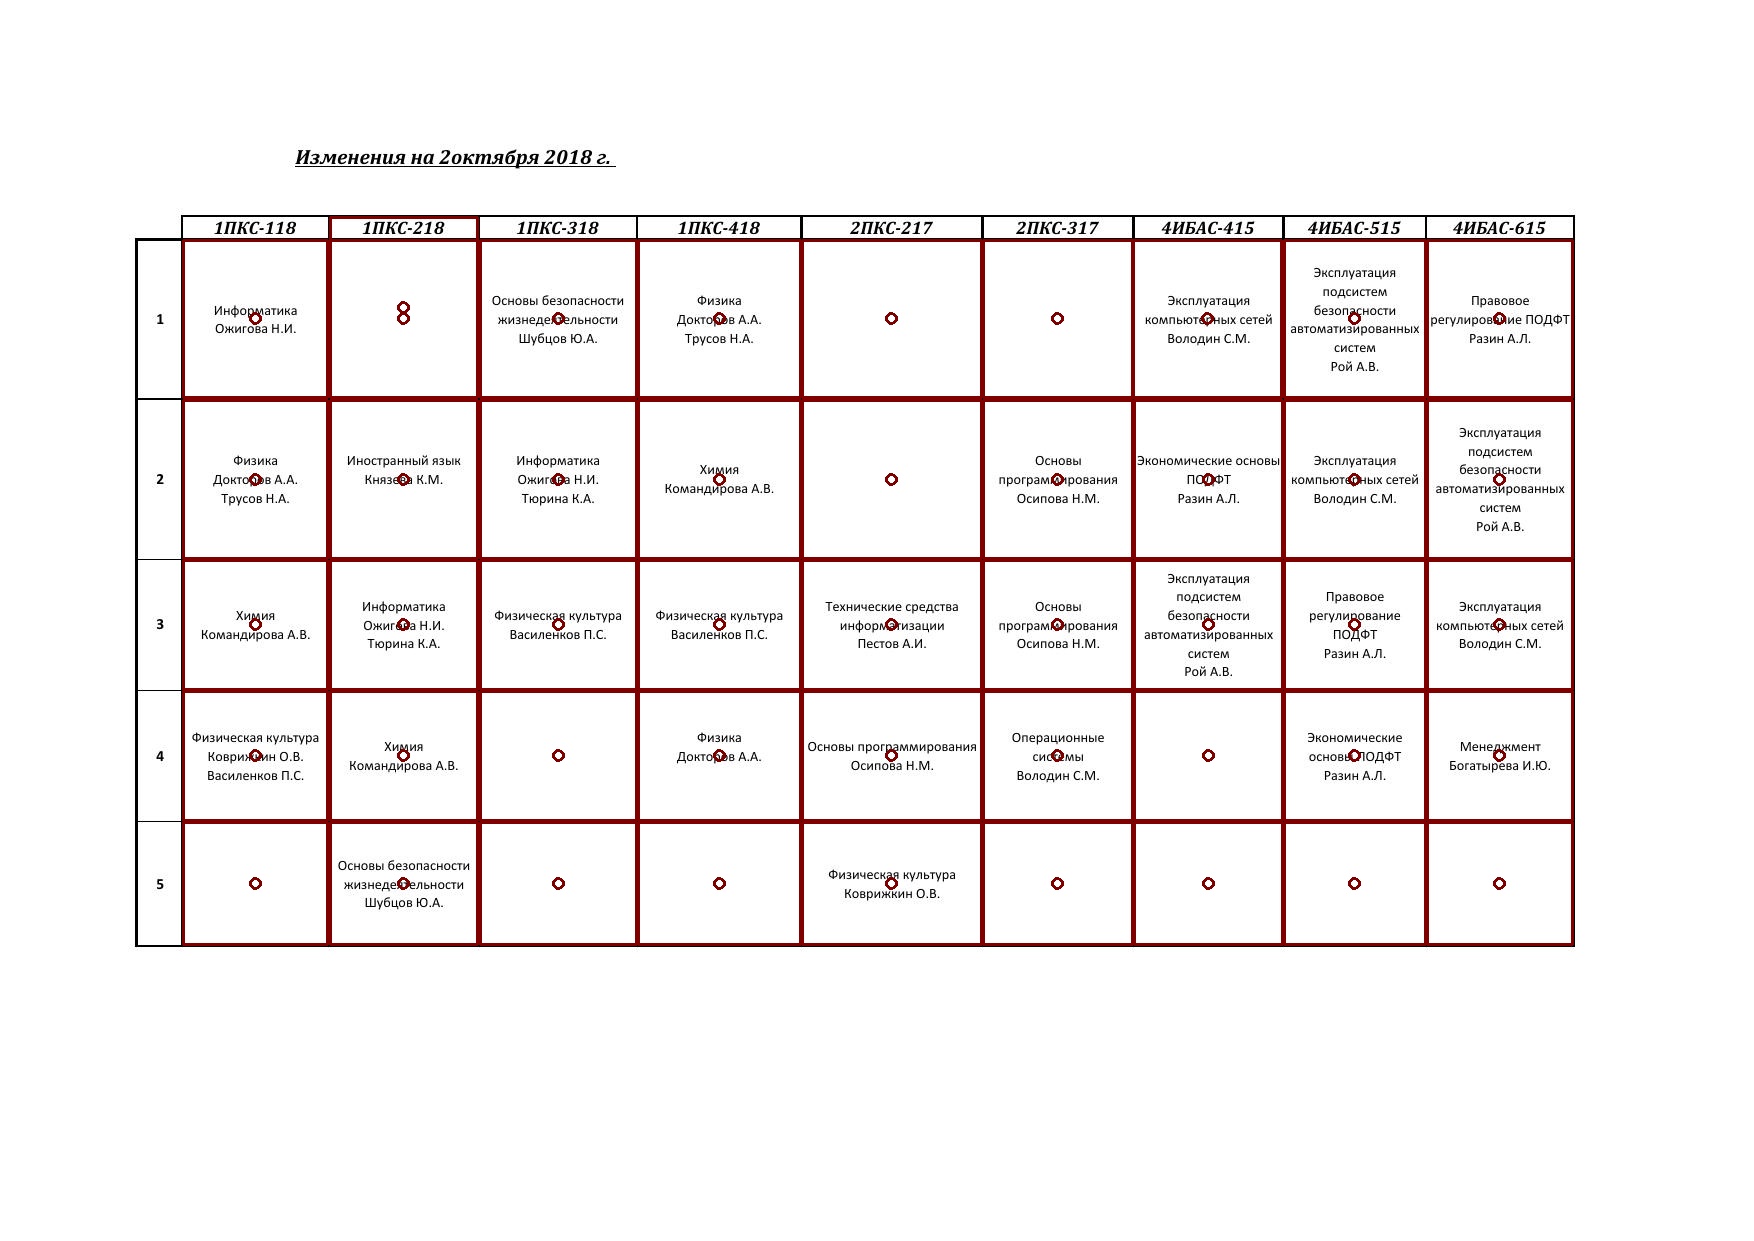 Изменения на 2октября 2018 г.
1ПКС-118 1ПКС-218 1ПКС-318 1ПКС-418 2ПКС-217 2ПКС-317 4ИБАС-415 4ИБАС-515 4ИБАС-615
1
Информатика
Ожигова Н.И.
Основы безопасности
жизнедеятельности
Шубцов Ю.А.
Физика
Докторов А.А.
Трусов Н.А.
Эксплуатация
компьютерных сетей
Володин С.М.
Эксплуатация
подсистем
безопасности
автоматизированных
систем
Рой А.В.
Правовое
регулирование ПОДФТ
Разин А.Л.
2
Физика
Докторов А.А.
Трусов Н.А.
Иностранный язык
Князева К.М.
Информатика
Ожигова Н.И.
Тюрина К.А.
Химия
Командирова А.В.
Основы
программирования
Осипова Н.М.
Экономические основы
ПОДФТ
Разин А.Л.
Эксплуатация
компьютерных сетей
Володин С.М.
Эксплуатация
подсистем
безопасности
автоматизированных
систем
Рой А.В.
3
Химия
Командирова А.В.
Информатика
Ожигова Н.И.
Тюрина К.А.
Физическая культура
Василенков П.С.
Физическая культура
Василенков П.С.
Технические средства
информатизации
Пестов А.И.
Основы
программирования
Осипова Н.М.
Эксплуатация
подсистем
безопасности
автоматизированных
систем
Рой А.В.
Правовое
регулирование
ПОДФТ
Разин А.Л.
Эксплуатация
компьютерных сетей
Володин С.М.
4
Физическая культура
Коврижкин О.В.
Василенков П.С.
Химия
Командирова А.В.
Физика
Докторов А.А.
Основы программирования
Осипова Н.М.
Операционные
системы
Володин С.М.
Экономические
основы ПОДФТ
Разин А.Л.
Менеджмент
Богатырева И.Ю.
5
Основы безопасности
жизнедеятельности
Шубцов Ю.А.
Физическая культура
Коврижкин О.В.